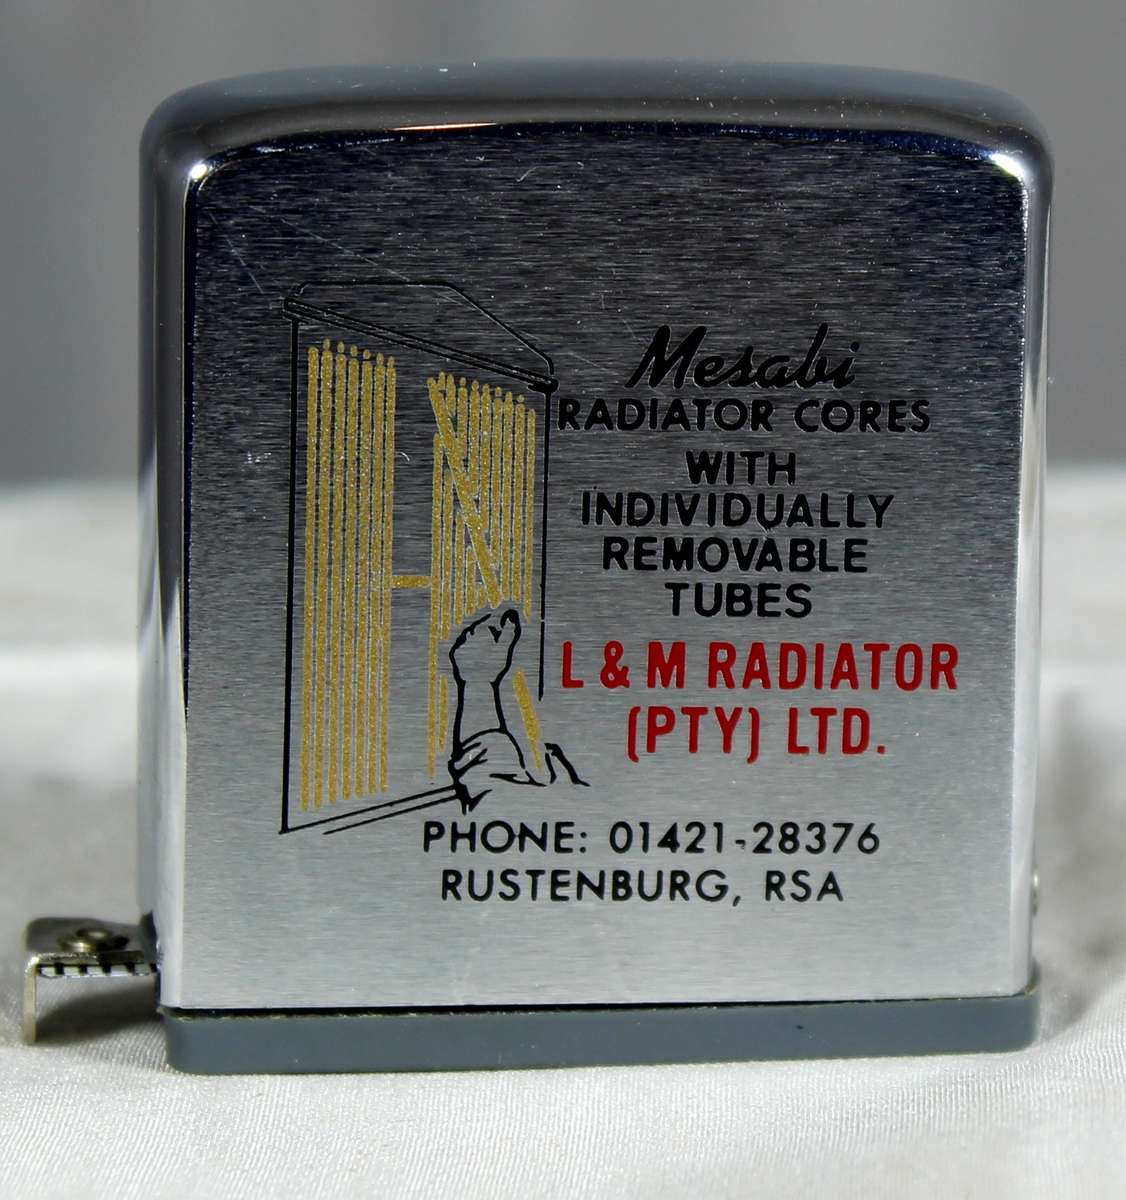 Mesabi
RADIATOR CORES
WITH
INDIVIDUALLY
REMOVABLE
TUBES
L & M RADIATOR
(PTY) LTD.
PHONE: 01421-28376
RUSTENBURG, RSA